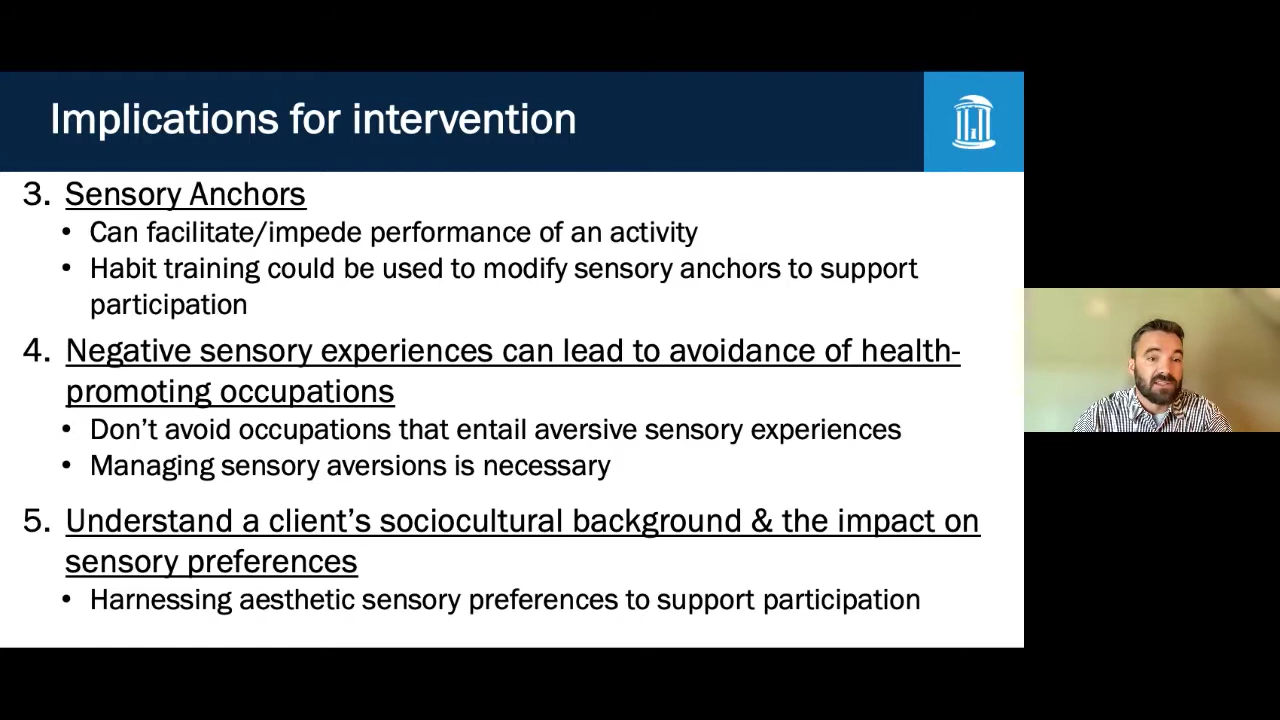 Implications for intervention
3. Sensory Anchors
• Can facilitate/impede performance of an activity
• Habit training could be used to modify sensory anchors to support
participation
4. Negative sensory experiences can lead to avoidance of health-
promoting occupations
• Don’t avoid occupations that entail aversive sensory experiences
• Managing sensory aversions is necessary
5. Understand a client’s sociocultural background & the impact on
sensory preferences
• Harnessing aesthetic sensory preferences to support participation